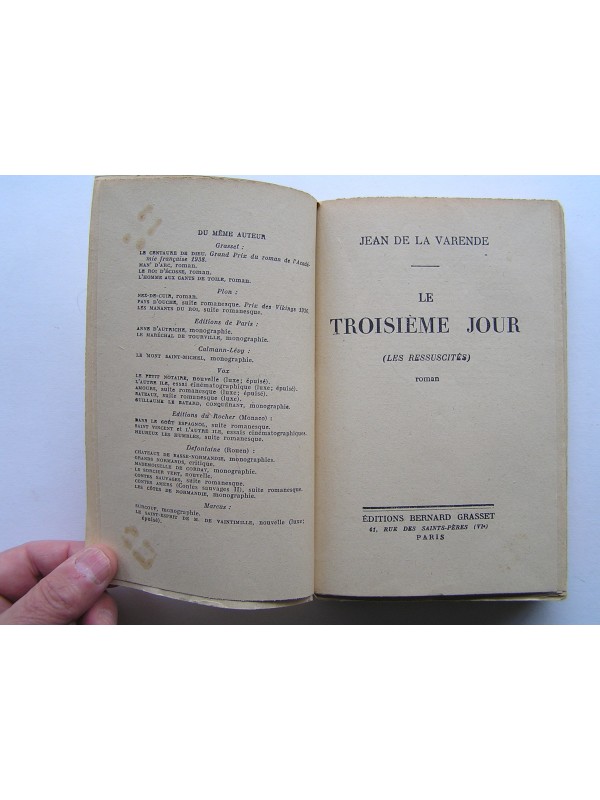 DU MÊME AUTEUR
Grasset :
LE CENTAURE DE DIEU. Grand Prix du roman de l'Acadé-
mie française 1938.
MAN' D'ARC, roman.
LE ROI D'ÉCOSSE, roman.
L'HOMME AUX GANTS DE TOILE, roman.
Plon :
NEZ-DE-CUIR, roman.
PAYS D'OUCHE, suite romanesque. Prix des Vikings 1936.
LES MANANTS DU ROI, suite romanesque.
Editions de Paris :
ANNE D'AUTRICHE, monographie.
LE MARÉCHAL DE TOURVILLE, monographie.
Calmann-Lévy :
LE MONT SAINT-MICHEL, monographie.
Vox
LE PETIT NOTAIRE, nouvelle (luxe; épuisé).
L'AUTRE ILE, essai cinématographique (luxe; épuisé).
AMOURS, suite romanesque (luxe; épuisé).
BATEAUX, suite romanesque (luxe; épuisé).
GUILLAUME LE BATARD, CONQUÉRANT, monographie.
Editions du Rocher (Monaco) :
DANS LE GOÛT ESPAGNOL, suite romanesque.
SAINT VINCENT et L'AUTRE ILE, essais cinématographiques.
HEUREUX LES HUMBLES, suite romanesque.
Defontaine (Rouen) :
CHATEAUX DE BASSE-NORMANDIE, monographies.
GRANDS NORMANDS, critique.
MADEMOISELLE DE CORDAY, monographie.
LE SORCIER VERT, nouvelle.
CONTES SAUVAGES, suite romanesque.
CONTES AMERS (Contes sauvages II), suite romanesque.
LES CÔTES DE NORMANDIE, monographie.
Marcus :
SURCOUF, monographie.
LE SAINT-ESPRIT DE M. DE VAINTIMILLE, nouvelle (luxe;
épuisé).
JEAN DE LA VARENDE
LE
TROISIÈME JOUR
(LES RESSUSCITÉS)
roman
ÉDITIONS BERNARD GRASSET
61, RUE DES SAINTS-PÈRES (VIe)
PARIS